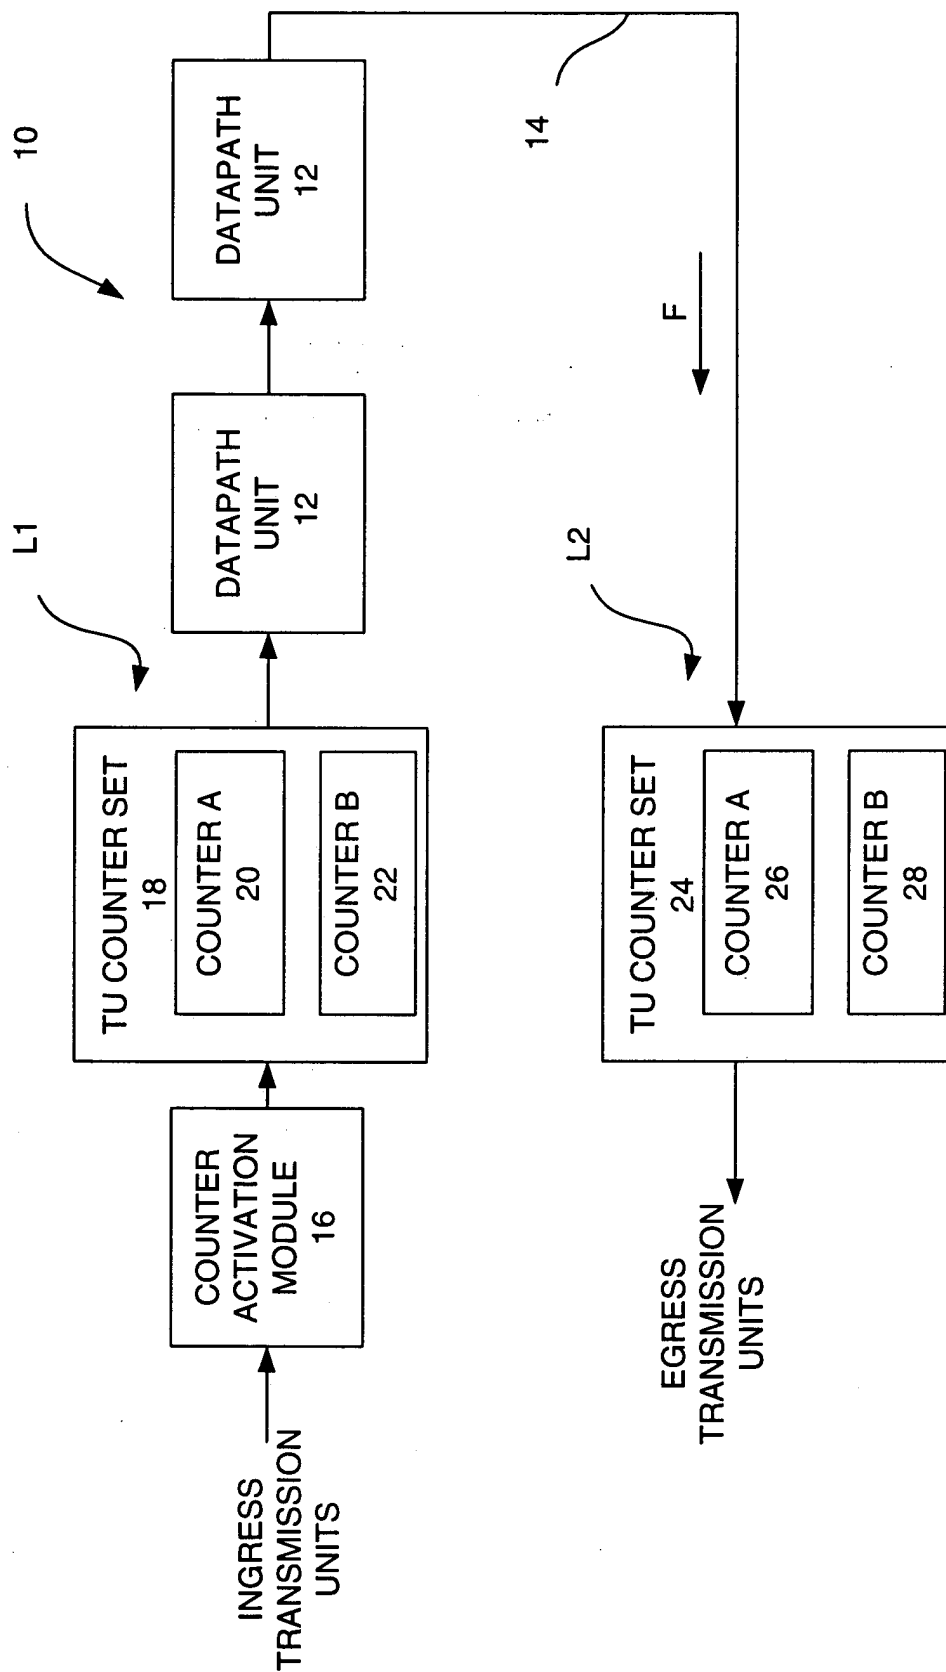 INGRESS
TRANSMISSION
UNITS
COUNTER
ACTIVATION
MODULE
16
TU COUNTER SET
18
COUNTER A
20
COUNTER B
22
L1
DATAPATH
UNIT
12
DATAPATH
UNIT
12
10
14
F
L2
TU COUNTER SET
24
COUNTER A
26
COUNTER B
28
EGRESS
TRANSMISSION
UNITS